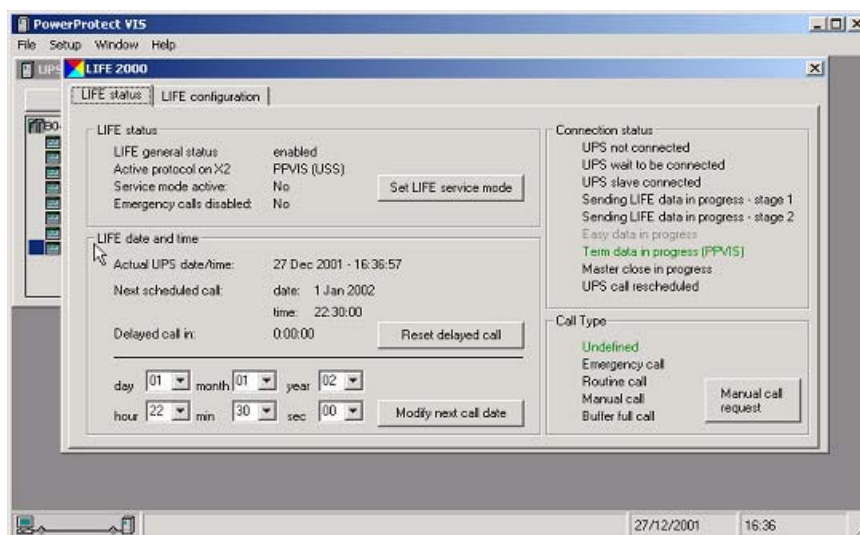 PowerProtect VIS
File Setup Window Help
UPS
LIFE 2000
LIFE status LIFE configuration
LIFE status
LIFE general status enabled
Active protocol on X2 PPVIS (USS)
Service mode active: No
Emergency calls disabled: No
Set LIFE service mode
LIFE date and time
Actual UPS date/time: 27 Dec 2001 - 16:36:57
Next scheduled call: date: 1 Jan 2002
time: 22:30:00
Delayed call in: 0:00:00
Reset delayed call
day 01 month 01 year 02
hour 22 min 30 sec 00
Modify next call date
Connection status
UPS not connected
UPS wait to be connected
UPS slave connected
Sending LIFE data in progress - stage 1
Sending LIFE data in progress - stage 2
Easy data in progress
Term data in progress (PPVIS)
Master close in progress
UPS call rescheduled
Call Type
Undefined
Emergency call
Routine call
Manual call
Buffer full call
Manual call
request
27/12/2001 16:36